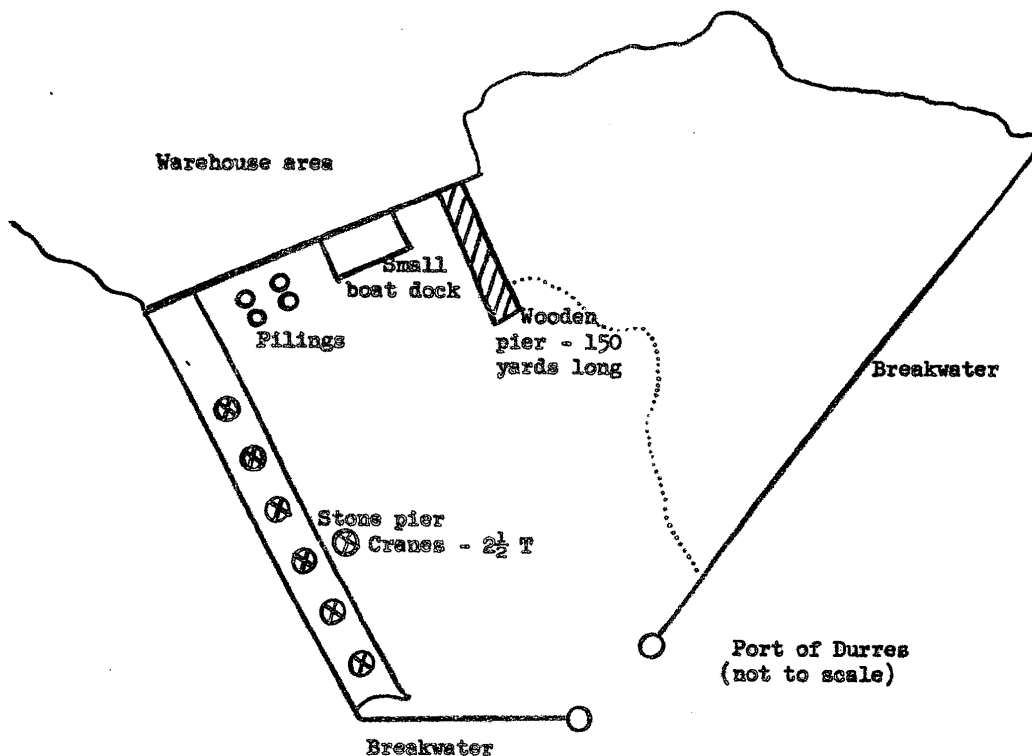 Warehouse area
Small
boat dock
Pilings
Wooden
pier - 150
yards long
Breakwater
Stone pier
Cranes - 2½ T
Port of Durres
(not to scale)
Breakwater